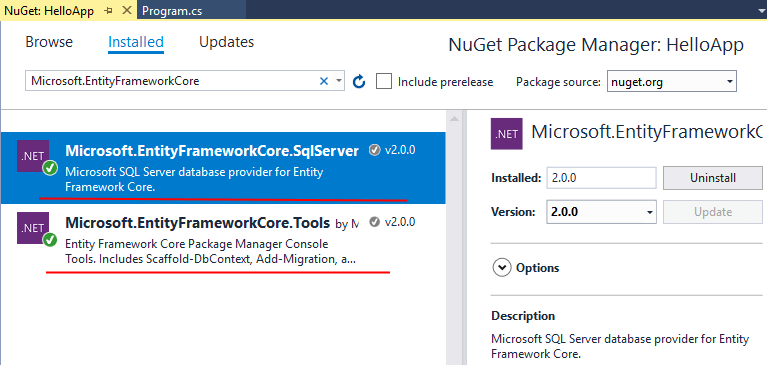 NuGet: HelloApp
Program.cs
Browse
Installed
Updates
NuGet Package Manager: HelloApp
Microsoft.EntityFrameworkCore
Include prerelease
Package source:
nuget.org
.NET
Microsoft.EntityFrameworkCore.SqlServer
v2.0.0
Microsoft SQL Server database provider for Entity
Framework Core.
.NET
Microsoft.EntityFrameworkCore.Tools by M
v2.0.0
Entity Framework Core Package Manager Console
Tools. Includes Scaffold-DbContext, Add-Migration, a...
.NET
Microsoft.EntityFrameworkC
Installed:
2.0.0
Uninstall
Version:
2.0.0
Update
Options
Description
Microsoft SQL Server database provider for Entity
Framework Core.